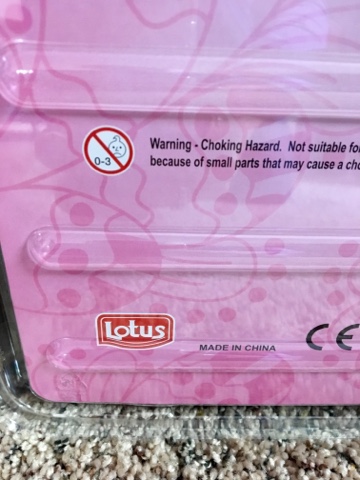 0-3
Warning - Choking Hazard. Not suitable for
because of small parts that may cause a
Lotus
MADE IN CHINA
CE